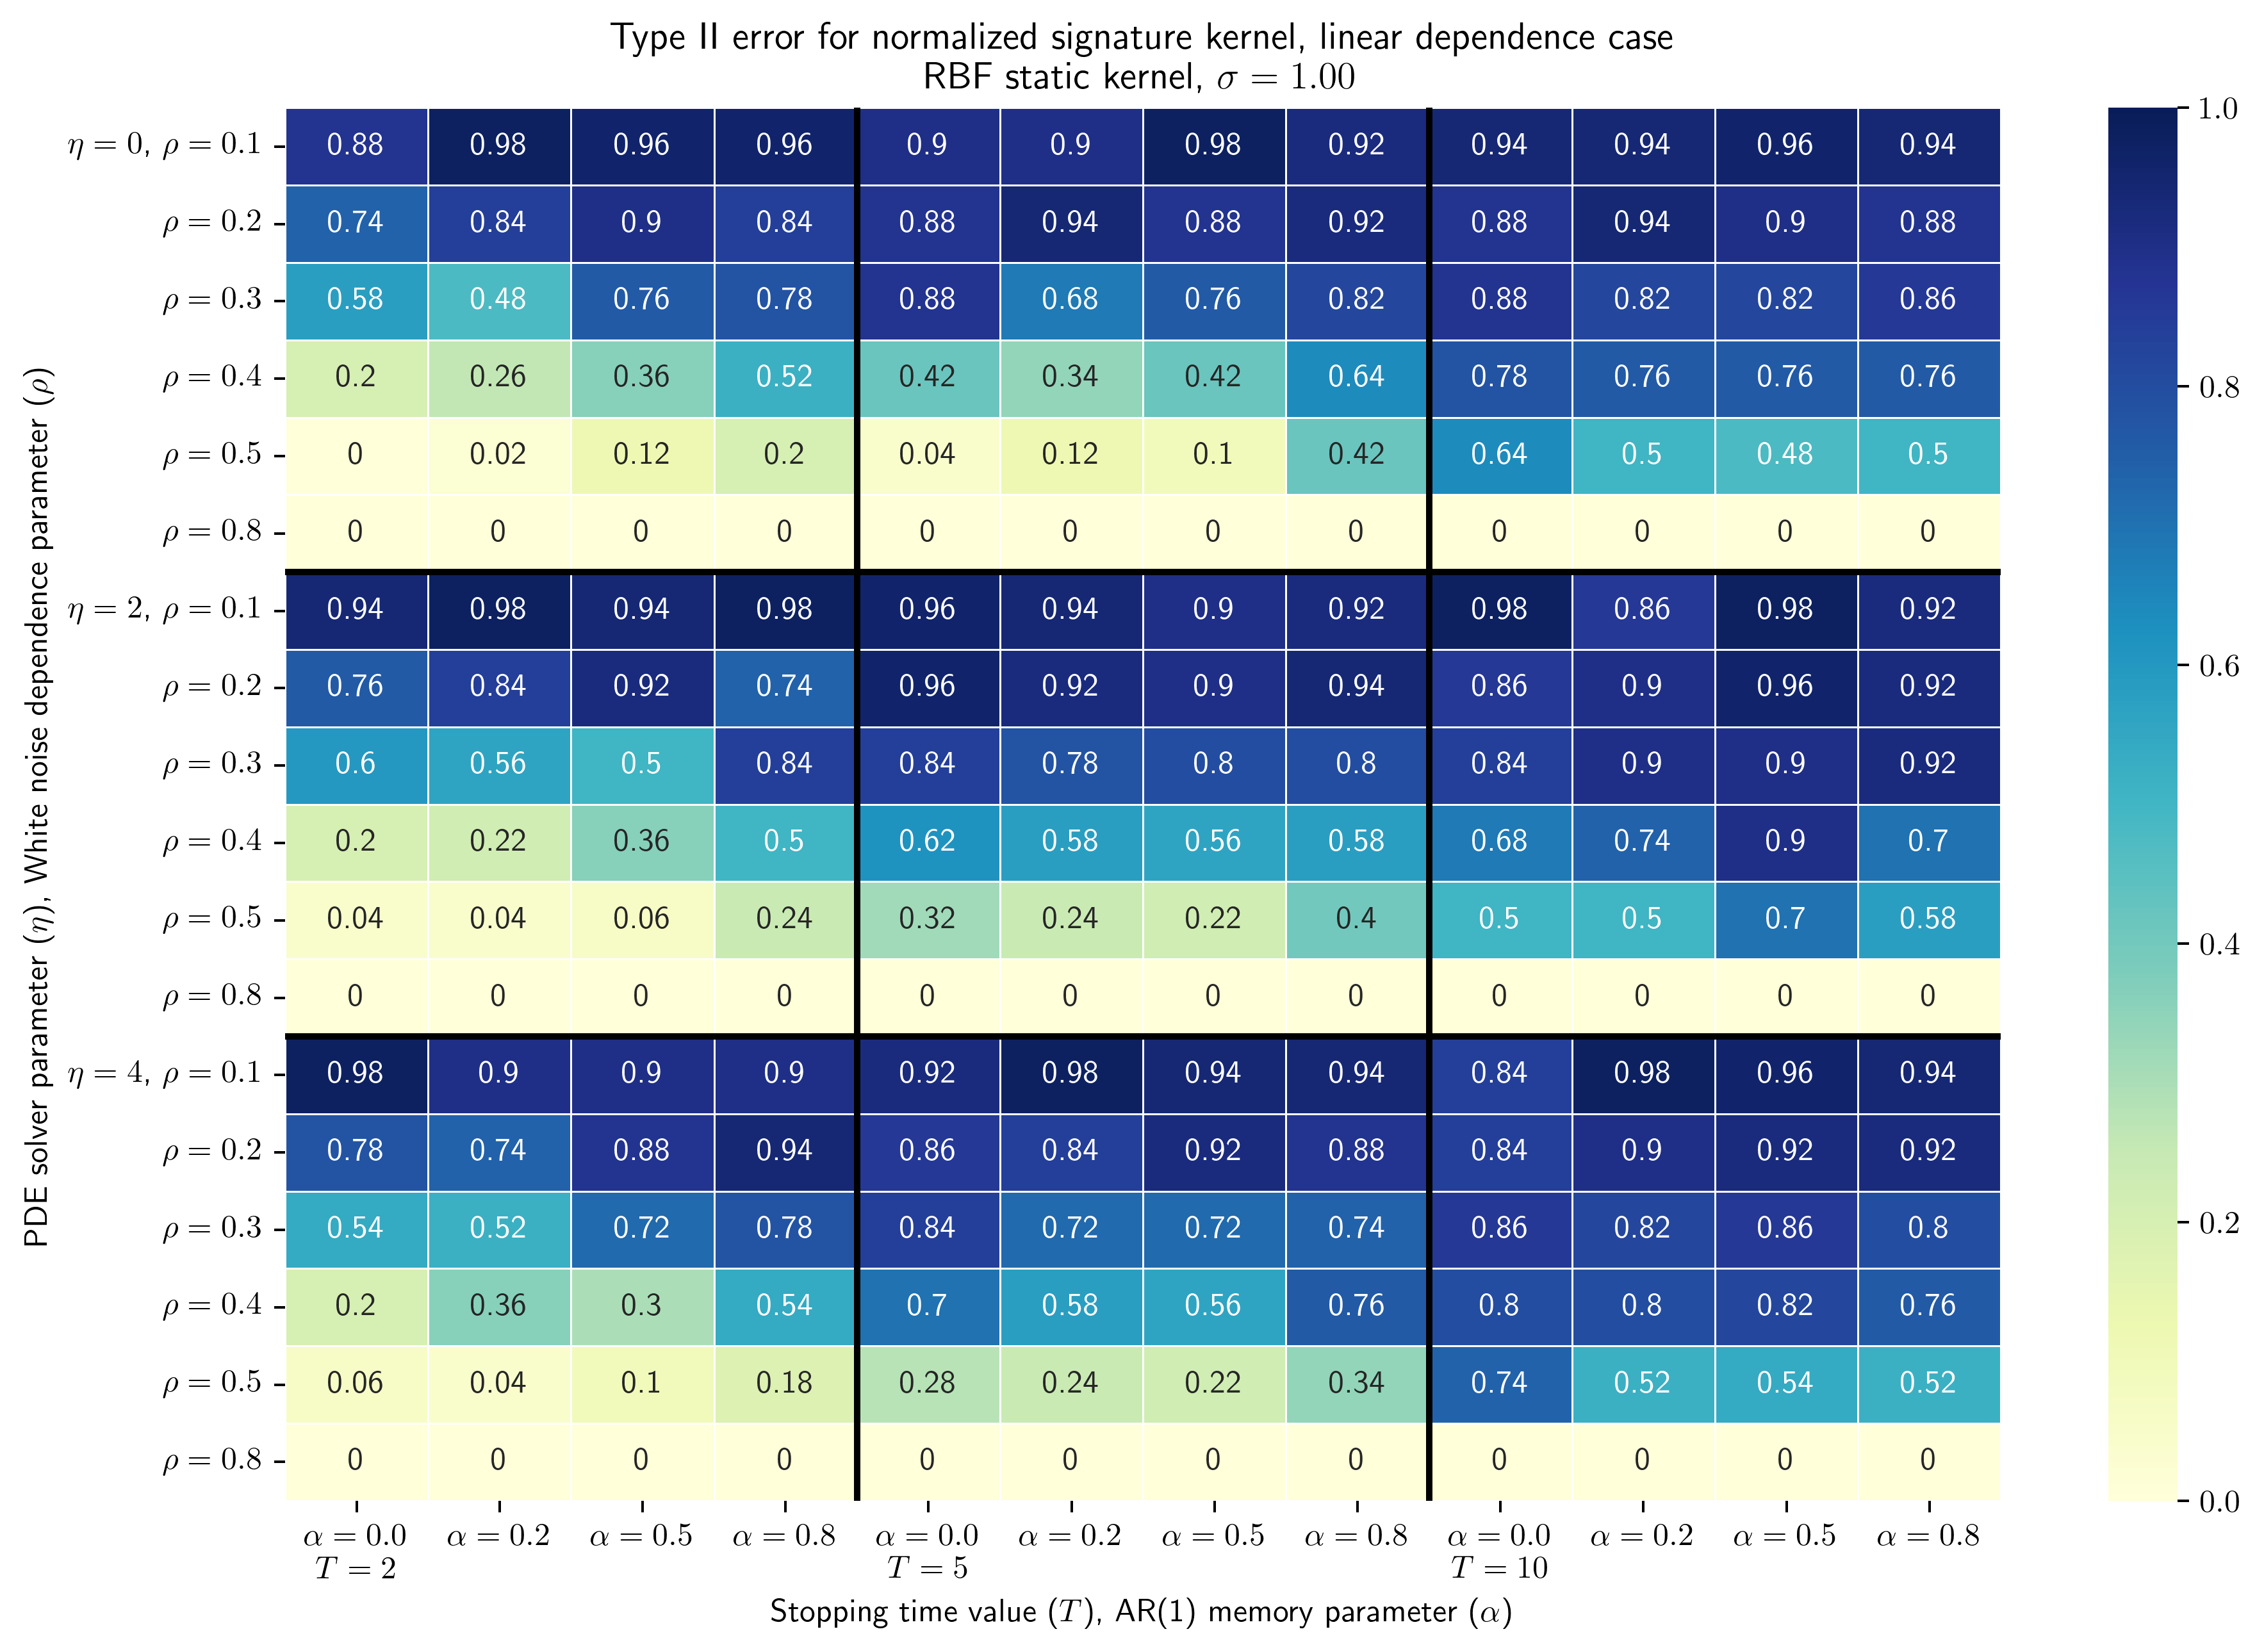 Type II error for normalized signature kernel, linear dependence case
RBF static kernel, σ = 1.00
PDE solver parameter (η), White noise dependence parameter (ρ)
η = 0, ρ = 0.1 0.88 0.98 0.96 0.96 0.9 0.9 0.98 0.92 0.94 0.94 0.96 0.94
ρ = 0.2 0.74 0.84 0.9 0.84 0.88 0.94 0.88 0.92 0.88 0.94 0.9 0.88
ρ = 0.3 0.58 0.48 0.76 0.78 0.88 0.68 0.76 0.82 0.88 0.82 0.82 0.86
ρ = 0.4 0.2 0.26 0.36 0.52 0.42 0.34 0.42 0.64 0.78 0.76 0.76 0.76
ρ = 0.5 0 0.02 0.12 0.2 0.04 0.12 0.1 0.42 0.64 0.5 0.48 0.5
ρ = 0.8 0 0 0 0 0 0 0 0 0 0 0 0
η = 2, ρ = 0.1 0.94 0.98 0.94 0.98 0.96 0.94 0.9 0.92 0.98 0.86 0.98 0.92
ρ = 0.2 0.76 0.84 0.92 0.74 0.96 0.92 0.9 0.94 0.86 0.9 0.96 0.92
ρ = 0.3 0.6 0.56 0.5 0.84 0.84 0.78 0.8 0.8 0.84 0.9 0.9 0.92
ρ = 0.4 0.2 0.22 0.36 0.5 0.62 0.58 0.56 0.58 0.68 0.74 0.9 0.7
ρ = 0.5 0.04 0.04 0.06 0.24 0.32 0.24 0.22 0.4 0.5 0.5 0.7 0.58
ρ = 0.8 0 0 0 0 0 0 0 0 0 0 0 0
η = 4, ρ = 0.1 0.98 0.9 0.9 0.9 0.92 0.98 0.94 0.94 0.84 0.98 0.96 0.94
ρ = 0.2 0.78 0.74 0.88 0.94 0.86 0.84 0.92 0.88 0.84 0.9 0.92 0.92
ρ = 0.3 0.54 0.52 0.72 0.78 0.84 0.72 0.72 0.74 0.86 0.82 0.86 0.8
ρ = 0.4 0.2 0.36 0.3 0.54 0.7 0.58 0.56 0.76 0.8 0.8 0.82 0.76
ρ = 0.5 0.06 0.04 0.1 0.18 0.28 0.24 0.22 0.34 0.74 0.52 0.54 0.52
ρ = 0.8 0 0 0 0 0 0 0 0 0 0 0 0
α = 0.0 α = 0.2 α = 0.5 α = 0.8 α = 0.0 α = 0.2 α = 0.5 α = 0.8 α = 0.0 α = 0.2 α = 0.5 α = 0.8
T = 2 T = 5 T = 10
Stopping time value (T), AR(1) memory parameter (α)
1.0
0.8
0.6
0.4
0.2
0.0